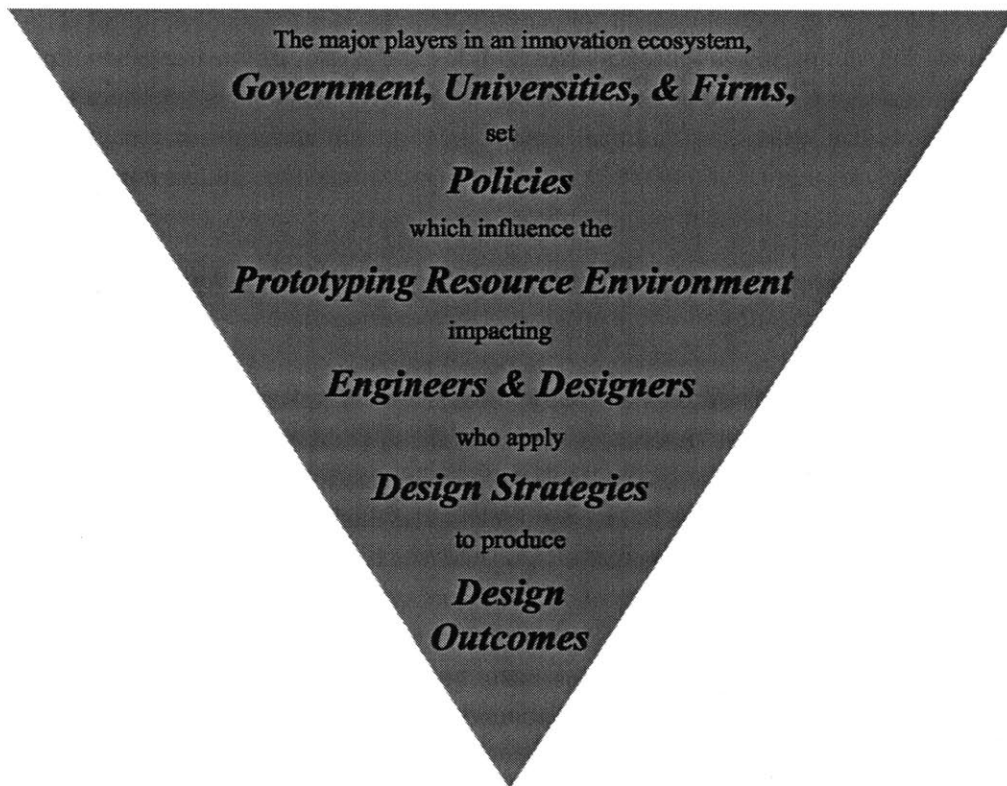 The major players in an innovation ecosystem,
Government, Universities, & Firms,
set
Policies
which influence the
Prototyping Resource Environment
impacting
Engineers & Designers
who apply
Design Strategies
to produce
Design
Outcomes